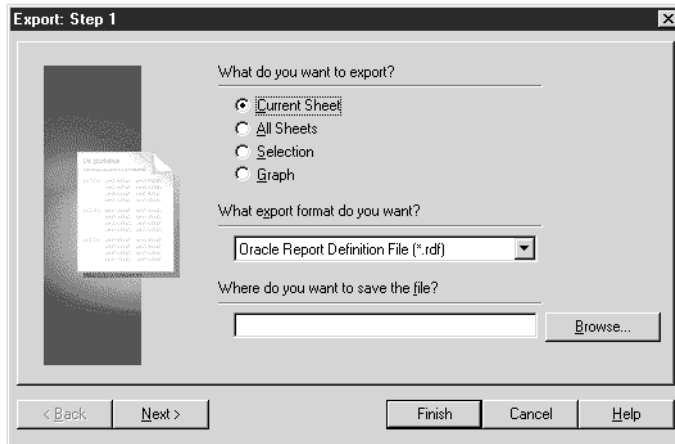 Export: Step 1
What do you want to export?
Current Sheet
All Sheets
Selection
Graph
What export format do you want?
Oracle Report Definition File (*.rdf)
Where do you want to save the file?
Browse...
< Back Next > Finish Cancel Help